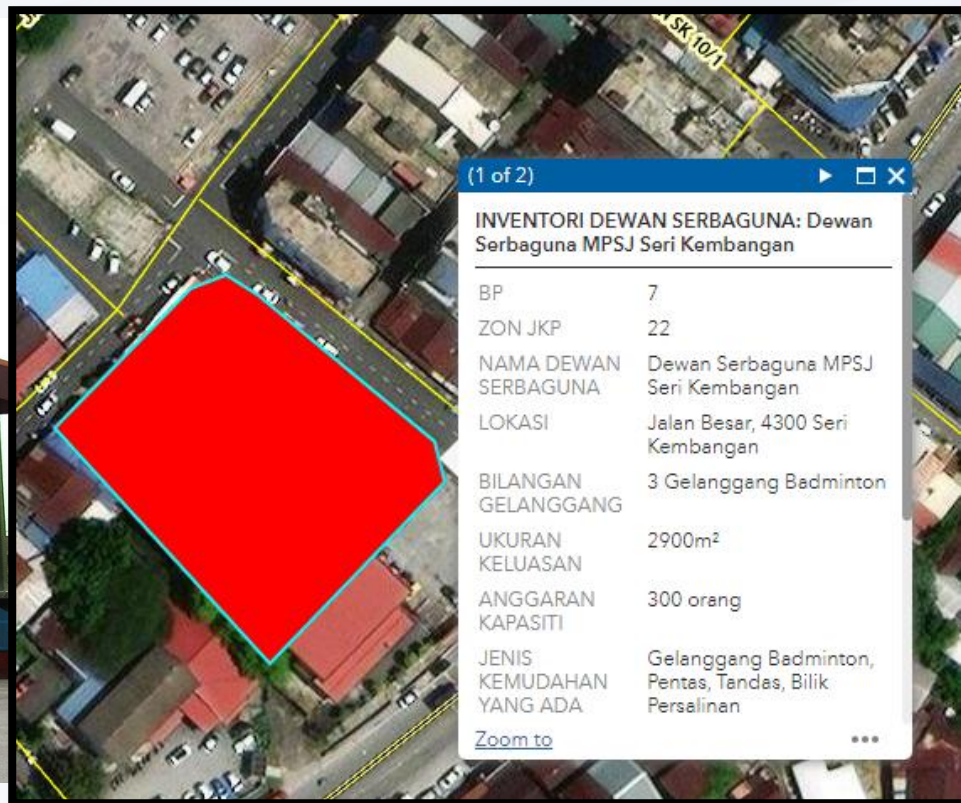 SK 10/1
(1 of 2)
INVENTORI DEWAN SERBAGUNA: Dewan
Serbaguna MPSJ Seri Kembangan
BP 7
ZON JKP 22
NAMA DEWAN Dewan Serbaguna MPSJ
SERBAGUNA Seri Kembangan
LOKASI Jalan Besar, 4300 Seri
Kembangan
BILANGAN 3 Gelanggang Badminton
GELANGGANG
UKURAN 2900m²
KELUASAN
ANGGARAN 300 orang
KAPASITI
JENIS Gelanggang Badminton,
KEMUDAHAN Pentas, Tandas, Bilik
YANG ADA Persalinan
Zoom to